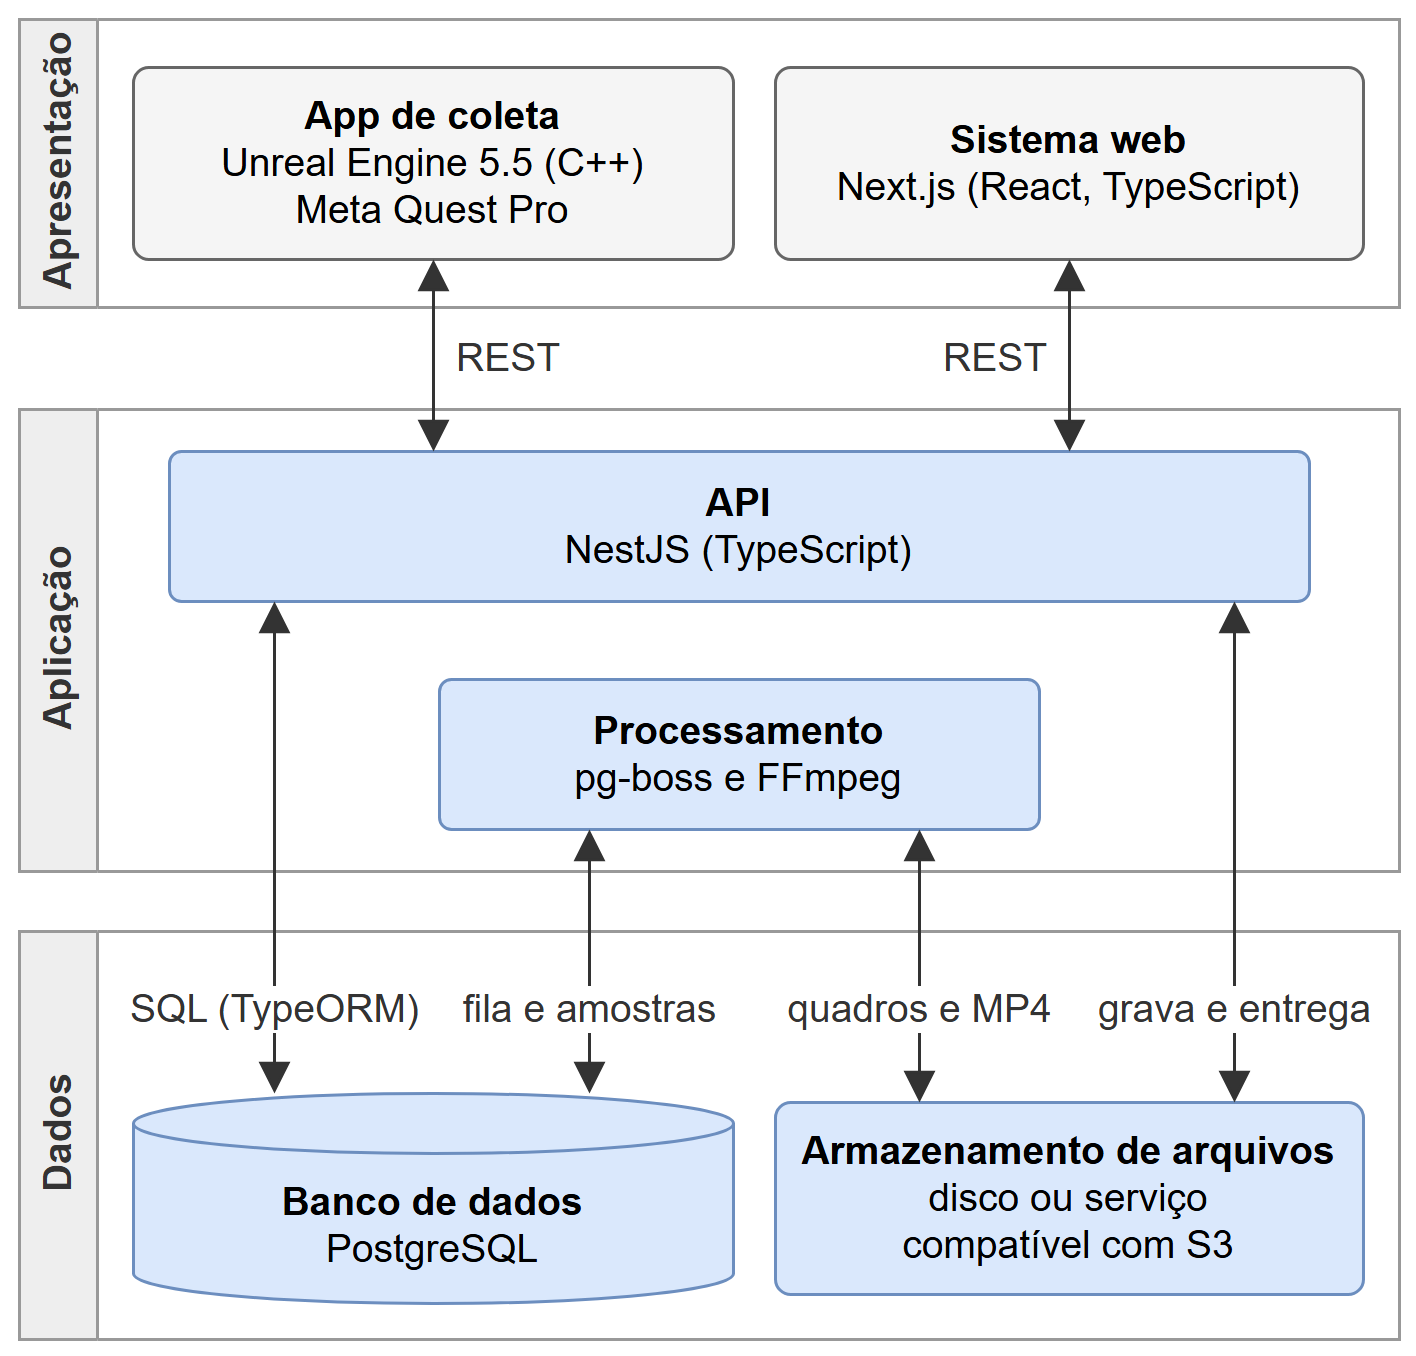 Apresentação
App de coleta
Unreal Engine 5.5 (C++)
Meta Quest Pro
Sistema web
Next.js (React, TypeScript)
REST
REST
Aplicação
API
NestJS (TypeScript)
Processamento
pg-boss e FFmpeg
Dados
SQL (TypeORM)
fila e amostras
quadros e MP4
grava e entrega
Banco de dados
PostgreSQL
Armazenamento de arquivos
disco ou serviço
compatível com S3